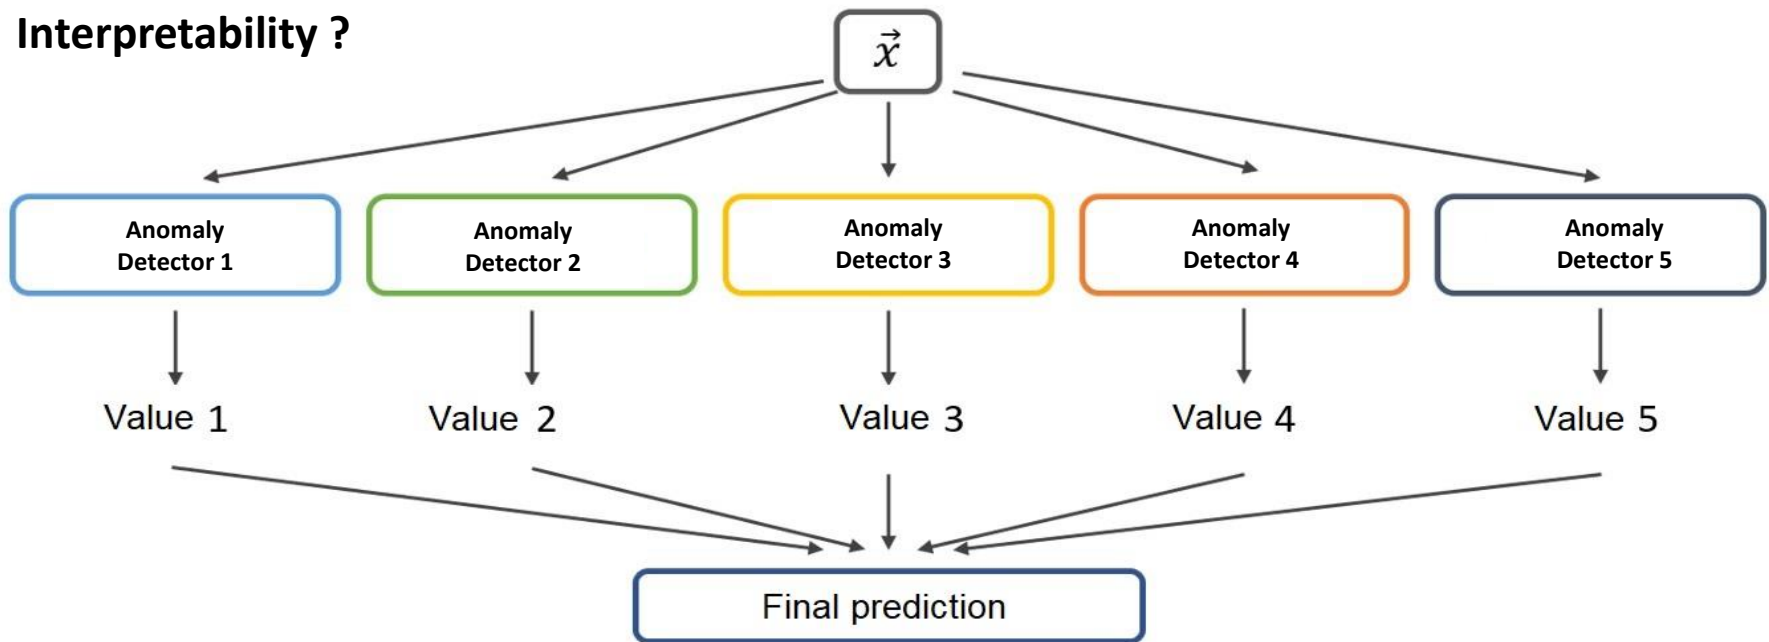 Interpretability ?
x⃗
Anomaly
Detector 1
Anomaly
Detector 2
Anomaly
Detector 3
Anomaly
Detector 4
Anomaly
Detector 5
Value 1
Value 2
Value 3
Value 4
Value 5
Final prediction